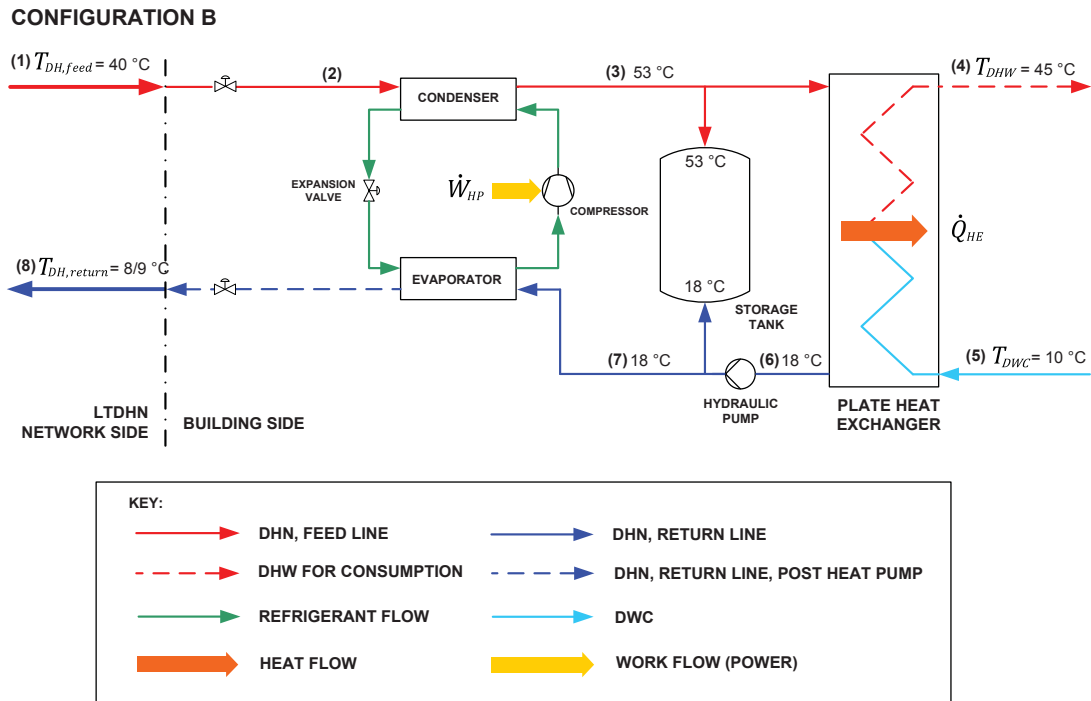 CONFIGURATION B
(1) T_DH,feed = 40 °C
(2)
(3) 53 °C
(4) T_DHW = 45 °C
CONDENSER
EXPANSION
VALVE
Ẇ_HP
COMPRESSOR
53 °C
Q̇_HE
(8) T_DH,return = 8/9 °C
EVAPORATOR
18 °C
STORAGE
TANK
(7) 18 °C
(6) 18 °C
(5) T_DWC = 10 °C
HYDRAULIC
PUMP
PLATE HEAT
EXCHANGER
LTDHN
NETWORK SIDE
BUILDING SIDE
KEY:
DHN, FEED LINE
DHN, RETURN LINE
DHW FOR CONSUMPTION
DHN, RETURN LINE, POST HEAT PUMP
REFRIGERANT FLOW
DWC
HEAT FLOW
WORK FLOW (POWER)